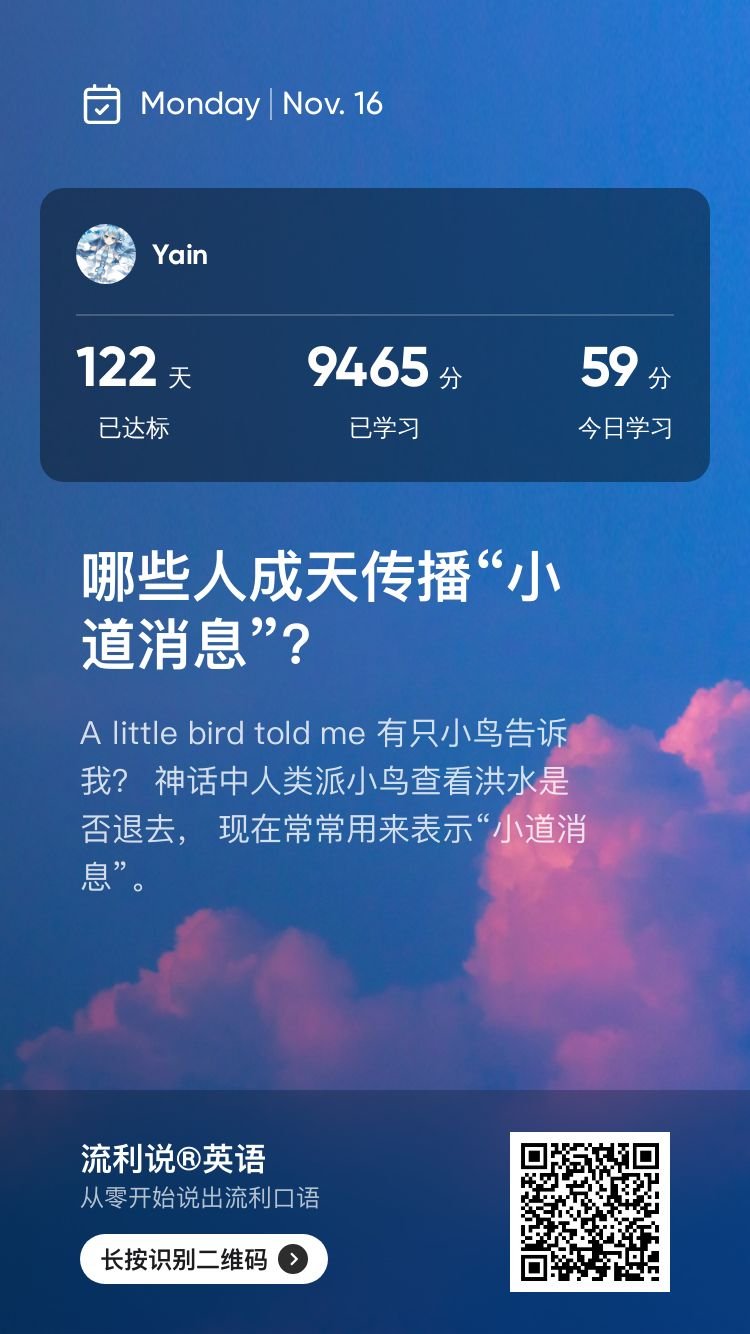 Monday | Nov. 16
Yain
122 天 9465 分 59 分
已达标 已学习 今日学习
哪些人成天传播“小
道消息”?
A little bird told me 有只小鸟告诉
我? 神话中人类派小鸟查看洪水是
否退去, 现在常常用来表示“小道消
息”。
流利说®英语
从零开始说出流利口语
长按识别二维码